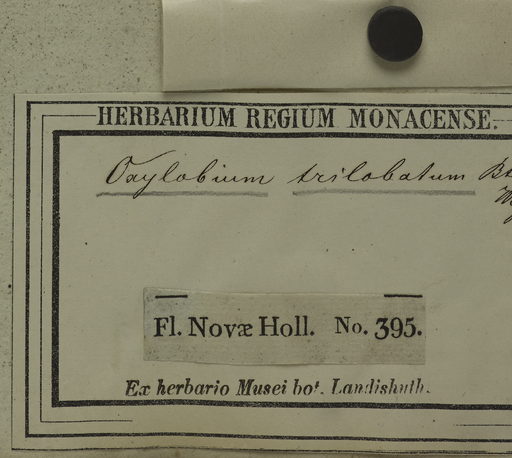 HERBARIUM REGIUM MONACENSE.
Oxylobium trilobatum
Fl. Novæ Holl. No. 395.
Ex herbario Musei bot. Landishuth.